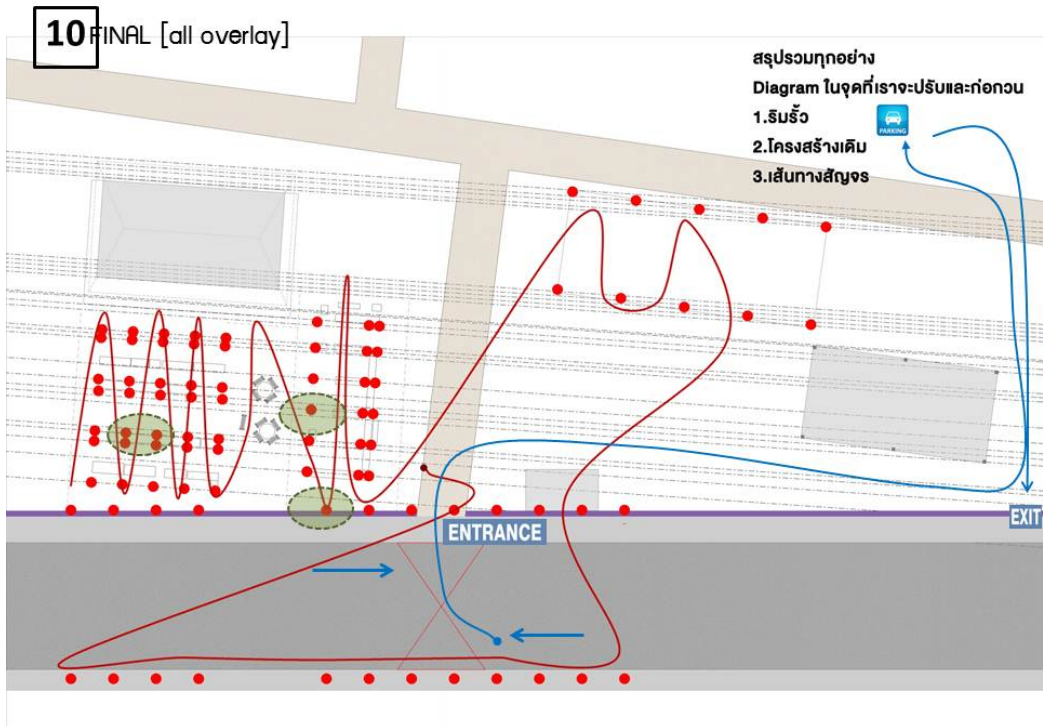 10 FINAL [all overlay]
สรุปรวมทุกอย่าง
Diagram ในจุดที่เราจะปรับและก่อกวน
1.ริมรั้ว
PARKING
2.โครงสร้างเดิม
3.เส้นทางสัญจร
EXIT
ENTRANCE